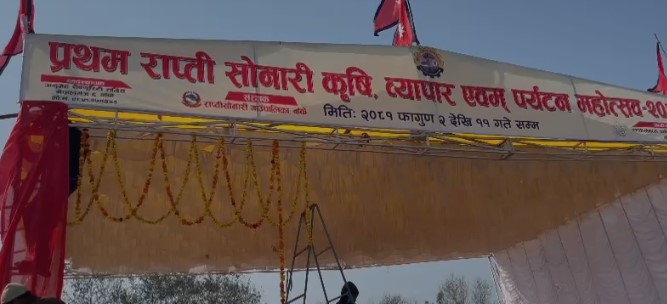 प्रथम राप्ती सोनारी कृषि, व्यापार एवम् पर्यटन महोत्सव-२०
मितिः २०८१ फागुण २ देखि ११ गते सम्म